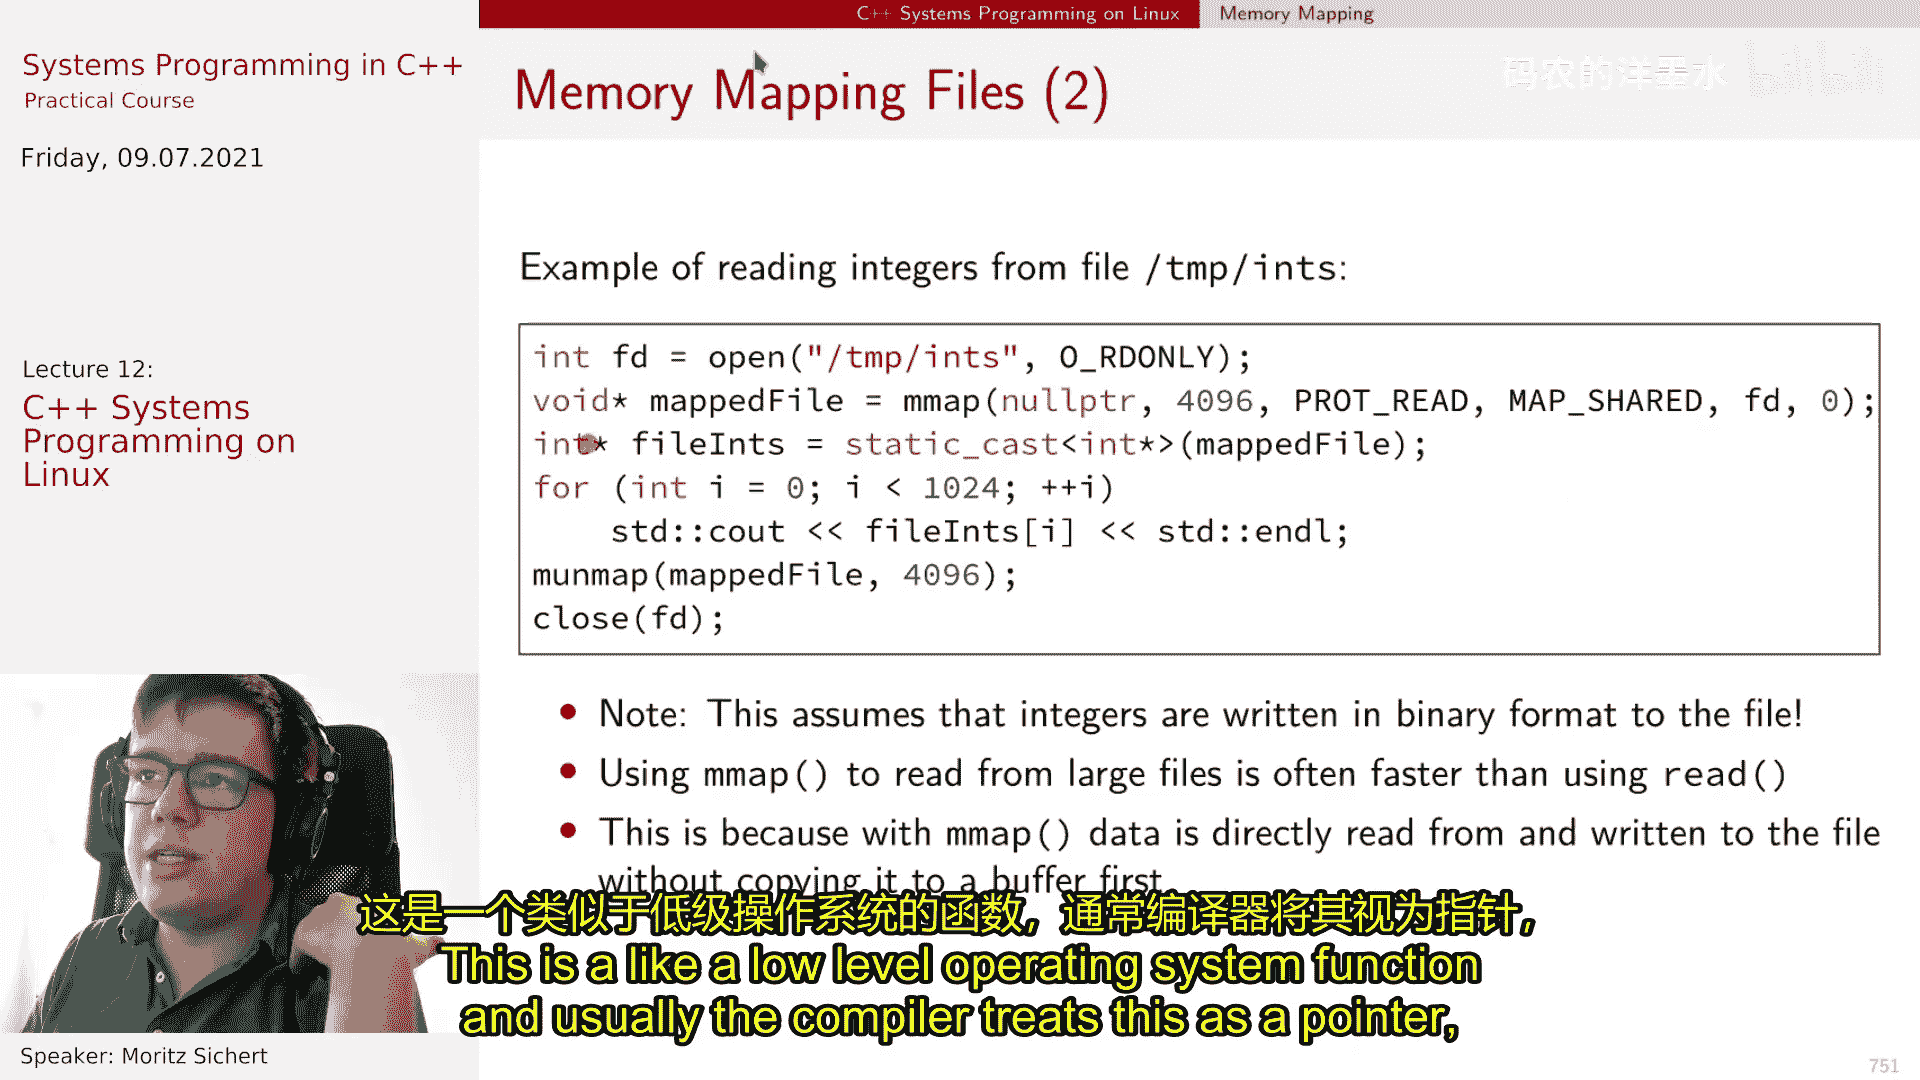 C++ Systems Programming on Linux
Memory Mapping
Systems Programming in C++
Practical Course
Friday, 09.07.2021
Lecture 12:
C++ Systems
Programming on
Linux
Memory Mapping Files (2)
码农的洋墨水
Example of reading integers from file /tmp/ints:
int fd = open("/tmp/ints", O_RDONLY);
void* mappedFile = mmap(nullptr, 4096, PROT_READ, MAP_SHARED, fd, 0);
int* fileInts = static_cast<int*>(mappedFile);
for (int i = 0; i < 1024; ++i)
    std::cout << fileInts[i] << std::endl;
munmap(mappedFile, 4096);
close(fd);
• Note: This assumes that integers are written in binary format to the file!
• Using mmap() to read from large files is often faster than using read()
• This is because with mmap() data is directly read from and written to the file
without copying it to a buffer first
这是一个类似于低级操作系统的函数，通常编译器将其视为指针，
This is a like a low level operating system function
and usually the compiler treats this as a pointer,
Speaker: Moritz Sichert
751